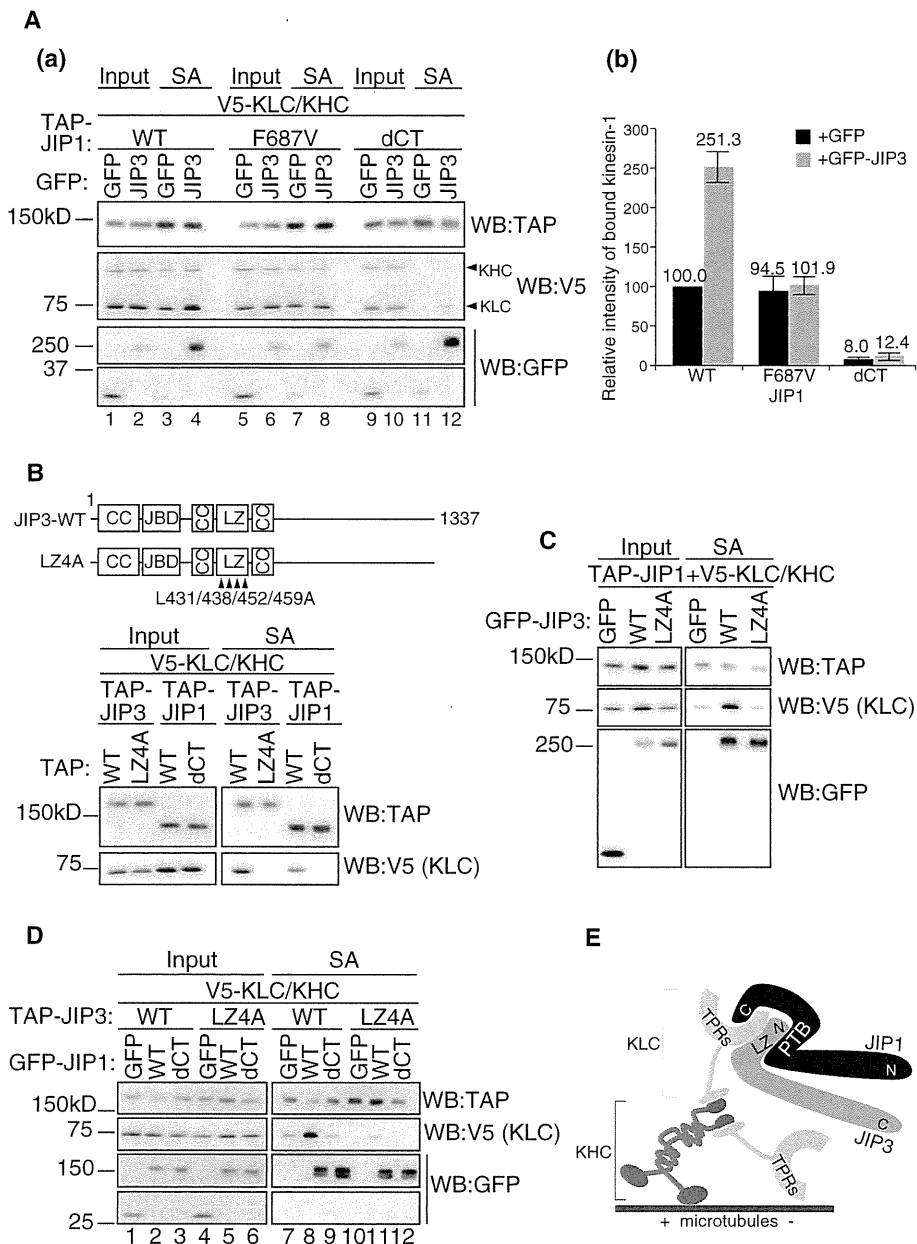 A
(a)
Input SA Input SA Input SA
V5-KLC/KHC
TAP-JIP1: WT F687V dCT
GFP: GFP JIP3 GFP JIP3 GFP JIP3 GFP JIP3 GFP JIP3 GFP JIP3
150kD WB:TAP
KHC
WB:V5
75 KLC
250
WB:GFP
37
1 2 3 4 5 6 7 8 9 10 11 12
(b)
Relative intensity of bound kinesin-1
300
250
200
150
100
50
0
+GFP
+GFP-JIP3
251.3
100.0
94.5 101.9
8.0 12.4
WT F687V dCT
JIP1
B
1
JIP3-WT CC JBD CC LZ CC 1337
LZ4A CC JBD CC LZ CC
L431/438/452/459A
Input SA
V5-KLC/KHC
TAP-JIP3 TAP-JIP1 TAP-JIP3 TAP-JIP1
TAP: WT LZ4A WT dCT WT LZ4A WT dCT
150kD WB:TAP
75 WB:V5 (KLC)
C
Input SA
TAP-JIP1+V5-KLC/KHC
GFP-JIP3: GFP WT LZ4A GFP WT LZ4A
150kD WB:TAP
75 WB:V5 (KLC)
250
WB:GFP
D
Input SA
V5-KLC/KHC
TAP-JIP3: WT LZ4A WT LZ4A
GFP-JIP1: GFP WT dCT GFP WT dCT GFP WT dCT GFP WT dCT
150kD WB:TAP
75 WB:V5 (KLC)
150
WB:GFP
25
1 2 3 4 5 6 7 8 9 10 11 12
E
KLC
TPRs
C
LZ
N
PTB
JIP1
N
C
JIP3
KHC
TPRs
+ microtubules -